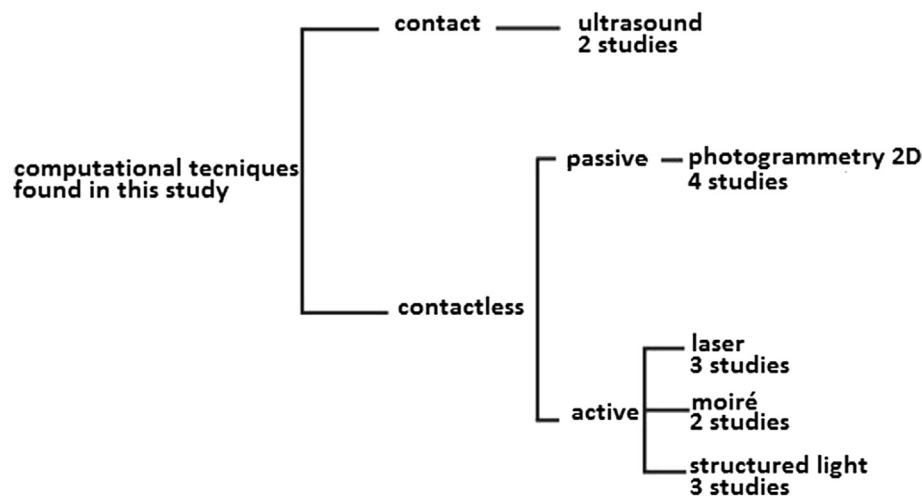 contact
ultrasound
2 studies
computational tecniques
found in this study
passive
photogrammetry 2D
4 studies
contactless
laser
3 studies
active
moiré
2 studies
structured light
3 studies